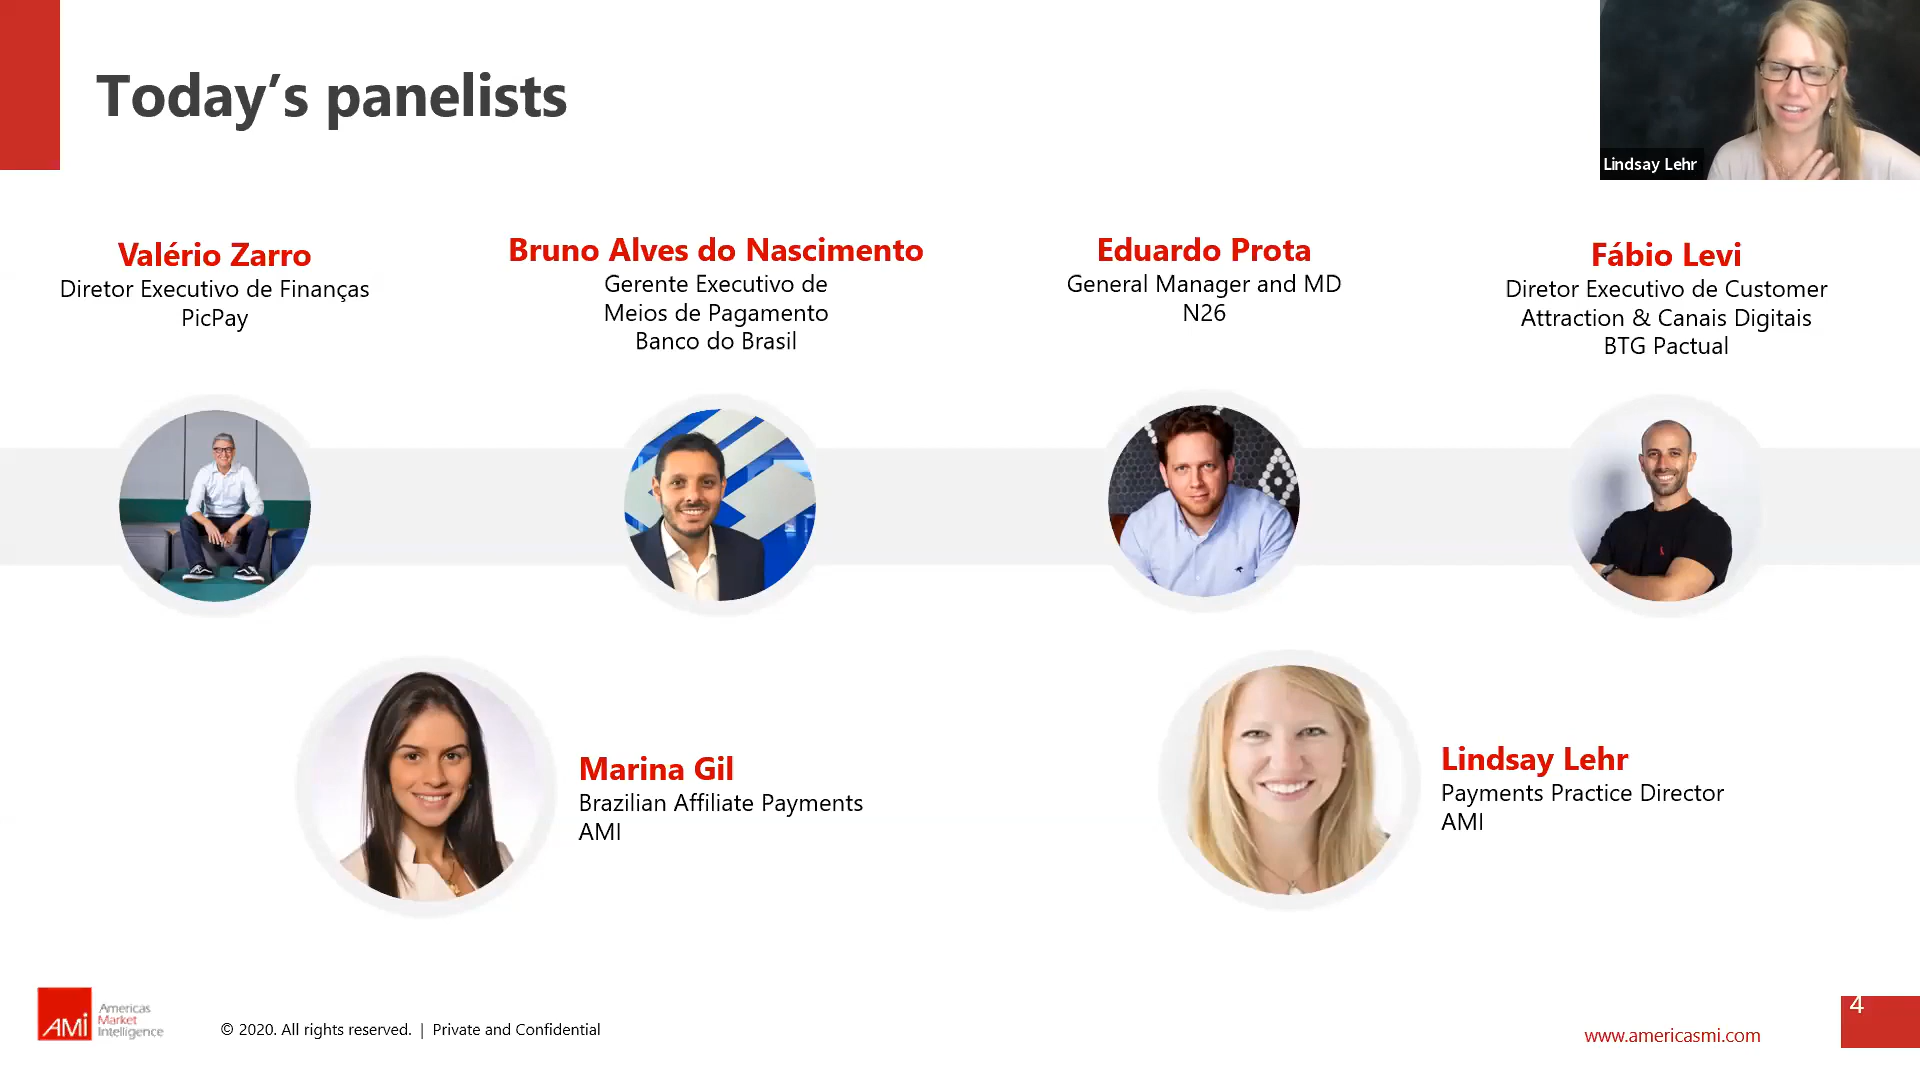 Today’s panelists
Lindsay Lehr
Valério Zarro
Diretor Executivo de Finanças
PicPay
Bruno Alves do Nascimento
Gerente Executivo de
Meios de Pagamento
Banco do Brasil
Eduardo Prota
General Manager and MD
N26
Fábio Levi
Diretor Executivo de Customer
Attraction & Canais Digitais
BTG Pactual
Marina Gil
Brazilian Affiliate Payments
AMI
Lindsay Lehr
Payments Practice Director
AMI
AMi
Americas
Market
Intelligence
© 2020. All rights reserved. | Private and Confidential
www.americasmi.com
4